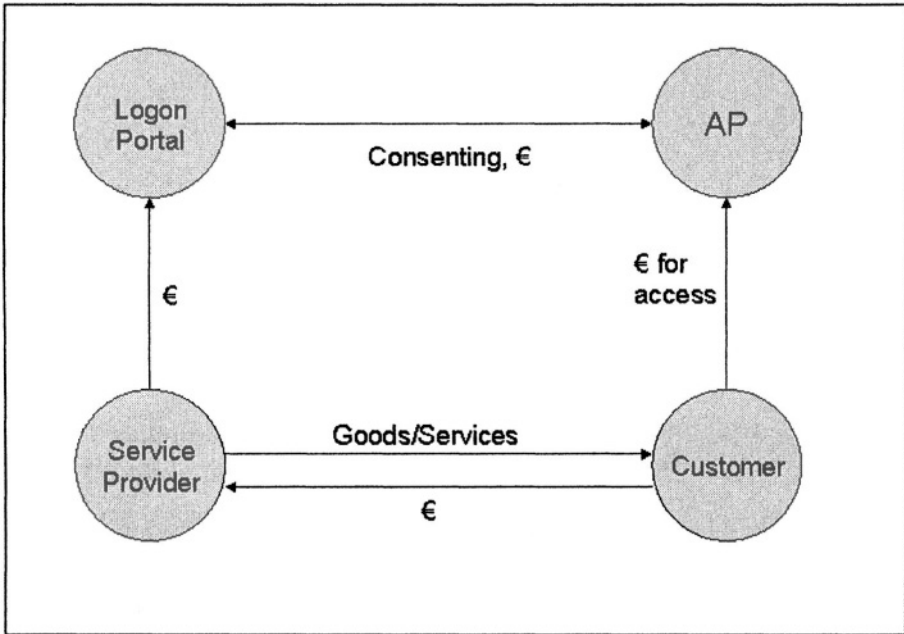 Logon
Portal
AP
Consenting, €
€
€ for
access
Service
Provider
Goods/Services
€
Customer